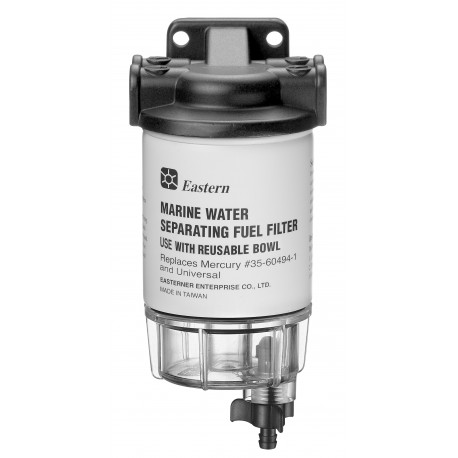 Eastern
MARINE WATER
SEPARATING FUEL FILTER
USE WITH REUSABLE BOWL
Replaces Mercury #35-60494-1
and Universal
EASTERNER ENTERPRISE CO., LTD.
MADE IN TAIWAN